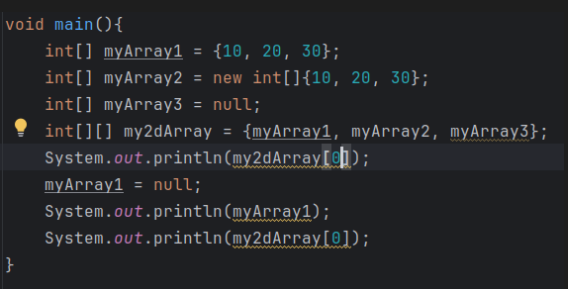 void main(){
    int[] myArray1 = {10, 20, 30};
    int[] myArray2 = new int[]{10, 20, 30};
    int[] myArray3 = null;
    int[][] my2dArray = {myArray1, myArray2, myArray3};
    System.out.println(my2dArray[0]);
    myArray1 = null;
    System.out.println(myArray1);
    System.out.println(my2dArray[0]);
}